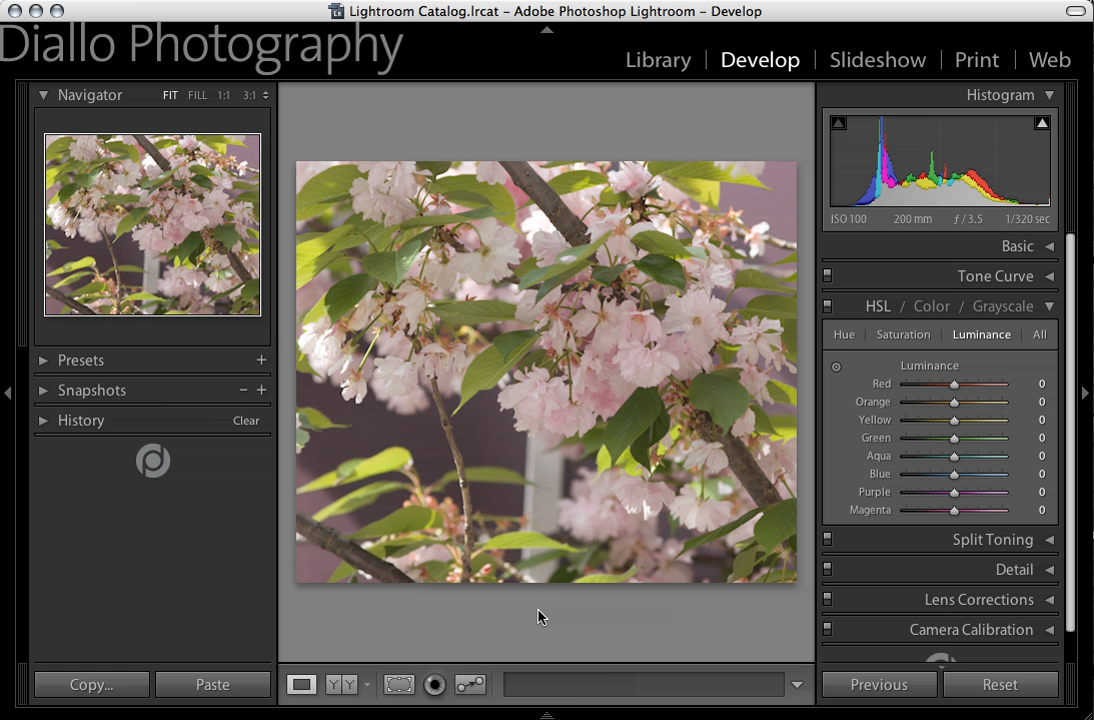 Lightroom Catalog.lrcat – Adobe Photoshop Lightroom – Develop
Diallo Photography
Library | Develop | Slideshow | Print | Web
Navigator FIT FILL 1:1 3:1
Presets +
Snapshots − +
History Clear
Copy... Paste
Histogram
ISO 100 200 mm ƒ / 3.5 1/320 sec
Basic
Tone Curve
HSL / Color / Grayscale
Hue | Saturation | Luminance | All
Luminance
Red 0
Orange 0
Yellow 0
Green 0
Aqua 0
Blue 0
Purple 0
Magenta 0
Split Toning
Detail
Lens Corrections
Camera Calibration
Previous Reset
YY